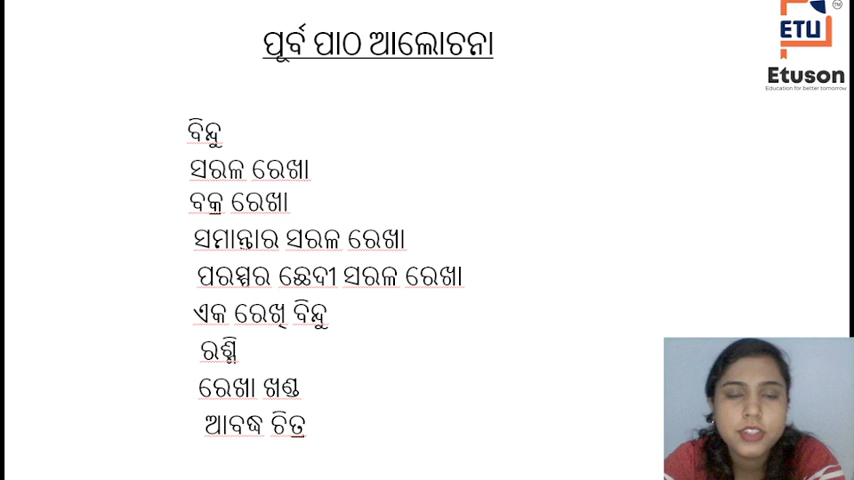 ପୂର୍ବ ପାଠ ଆଲୋଚନା
TM
ETU
Etuson
Education for better tomorrow
ବିନ୍ଦୁ
ସରଳ ରେଖା
ବକ୍ର ରେଖା
ସମାନ୍ତାର ସରଳ ରେଖା
ପରସ୍ପର ଛେଦୀ ସରଳ ରେଖା
ଏକ ରେଖି ବିନ୍ଦୁ
ରଶ୍ମି
ରେଖା ଖଣ୍ଡ
ଆବଦ୍ଧ ଚିତ୍ର